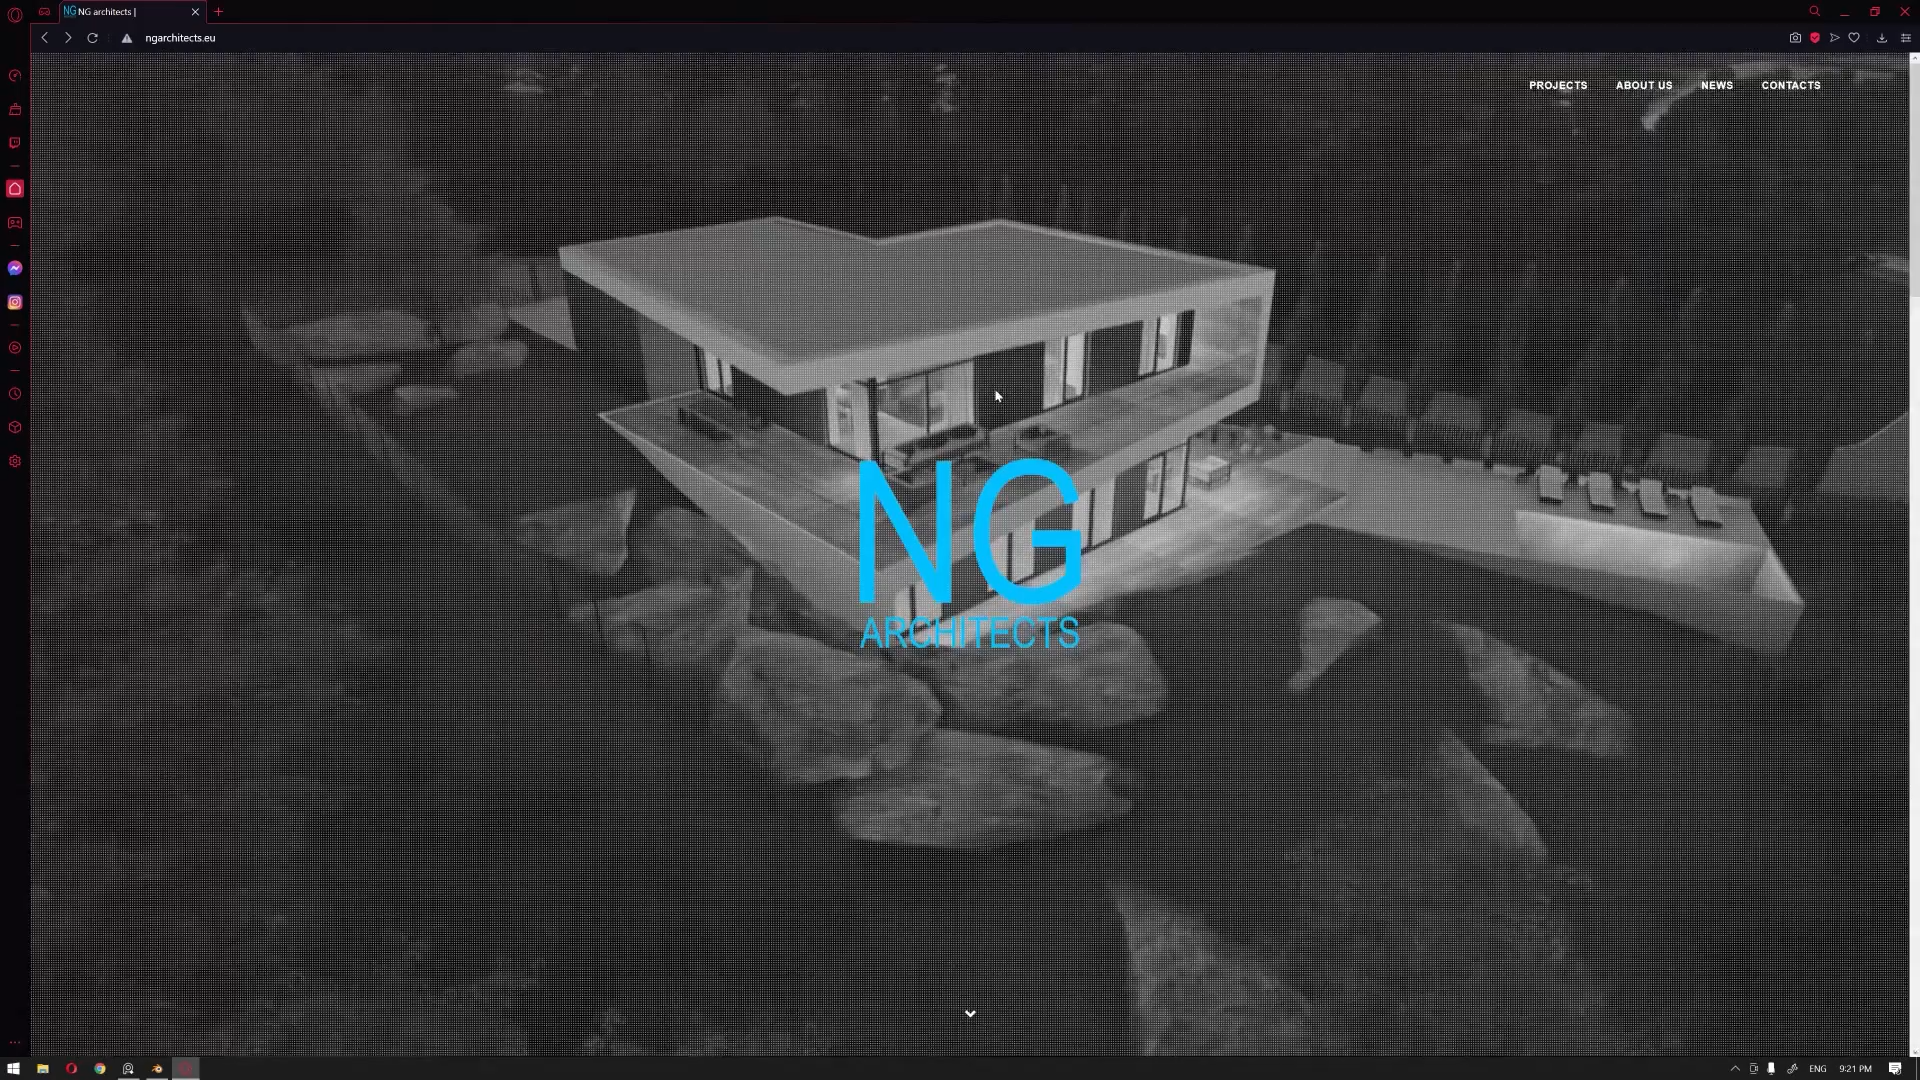 NG NG architects |
ngarchitects.eu
PROJECTS ABOUT US NEWS CONTACTS
NG
ARCHITECTS
ENG 9:21 PM